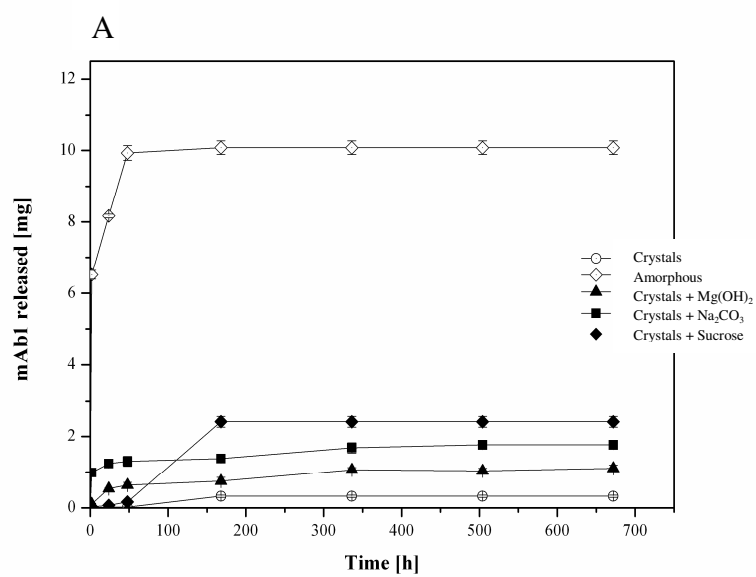 A
12
10
8
6
4
2
0
mAb1 released [mg]
Crystals
Amorphous
Crystals + Mg(OH)₂
Crystals + Na₂CO₃
Crystals + Sucrose
0 100 200 300 400 500 600 700
Time [h]